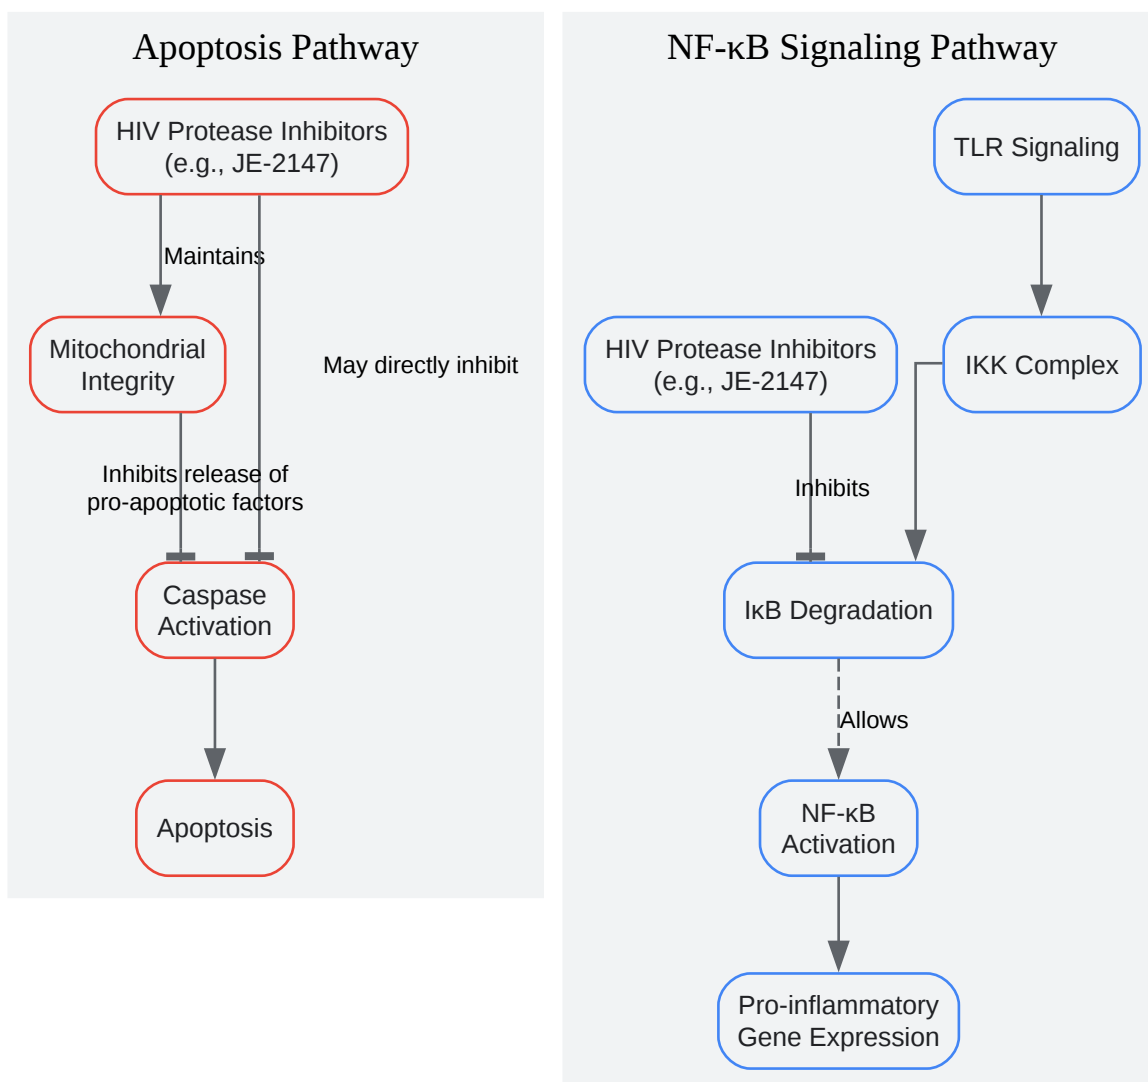 Apoptosis Pathway
HIV Protease Inhibitors
(e.g., JE-2147)
Maintains
Mitochondrial
Integrity
May directly inhibit
Inhibits release of
pro-apoptotic factors
Caspase
Activation
Apoptosis
NF-κB Signaling Pathway
TLR Signaling
HIV Protease Inhibitors
(e.g., JE-2147)
IKK Complex
Inhibits
IκB Degradation
Allows
NF-κB
Activation
Pro-inflammatory
Gene Expression